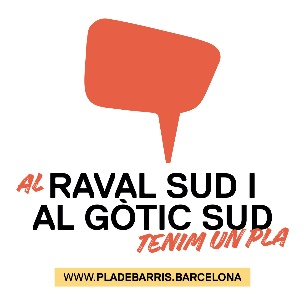 AL RAVAL SUD I
AL GÒTIC SUD
TENIM UN PLA
WWW.PLADEBARRIS.BARCELONA